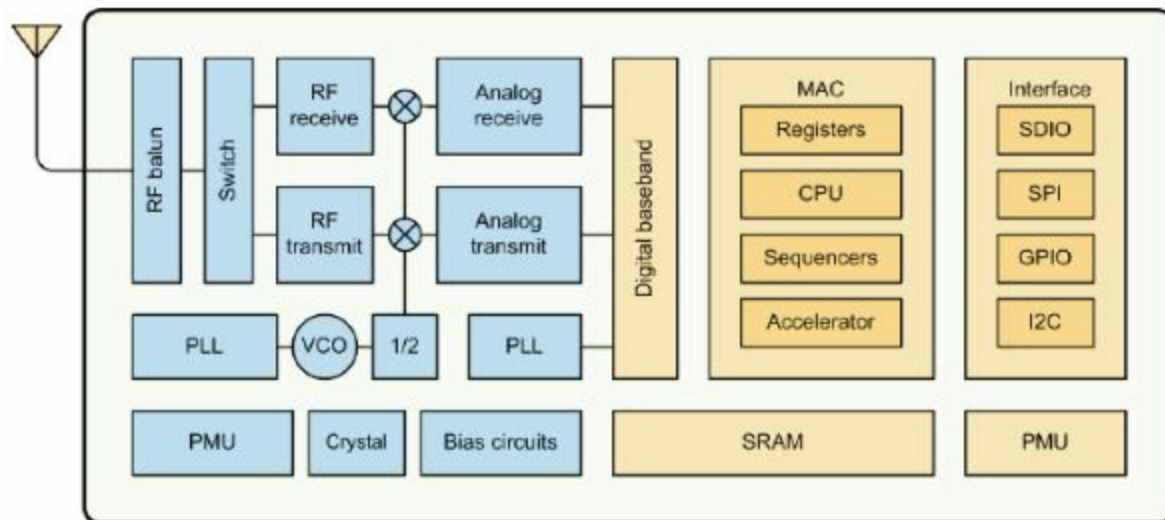 RF balun
Switch
RF
receive
Analog
receive
RF
transmit
Analog
transmit
PLL
VCO
1/2
PLL
Digital baseband
MAC
Registers
CPU
Sequencers
Accelerator
Interface
SDIO
SPI
GPIO
I2C
PMU
Crystal
Bias circuits
SRAM
PMU